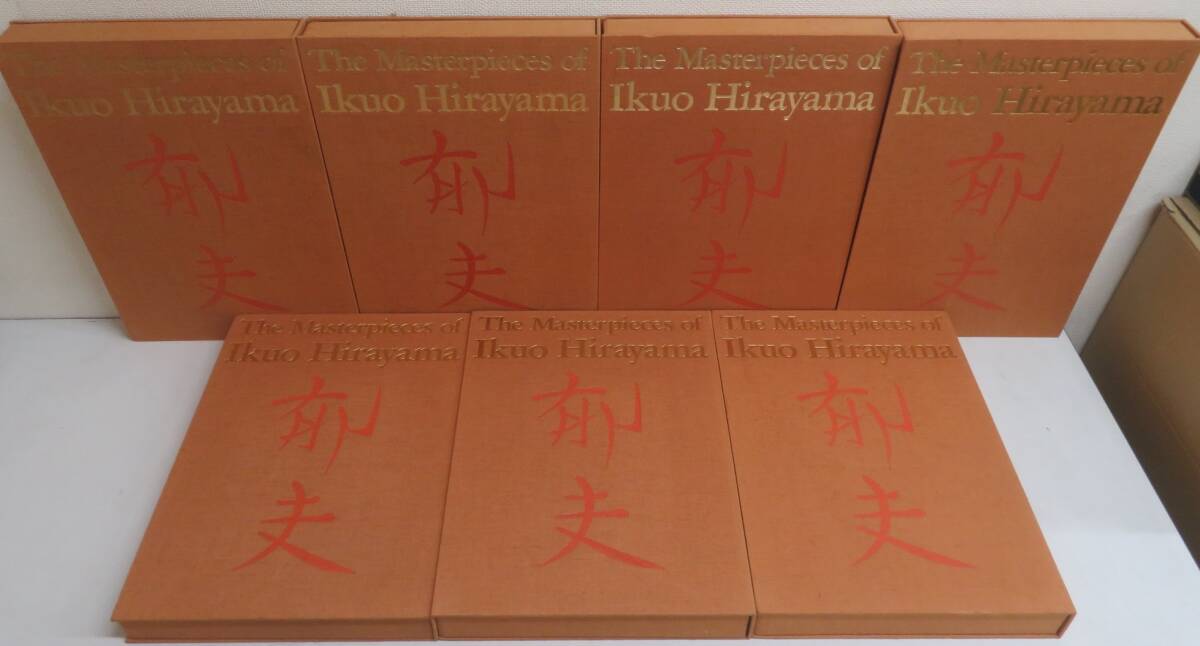 The Masterpieces of
Ikuo Hirayama
郁
夫
The Masterpieces of
Ikuo Hirayama
郁
夫
The Masterpieces of
Ikuo Hirayama
郁
夫
The Masterpieces of
Ikuo Hirayama
郁
夫
The Masterpieces of
Ikuo Hirayama
郁
夫
The Masterpieces of
Ikuo Hirayama
郁
夫
The Masterpieces of
Ikuo Hirayama
郁
夫